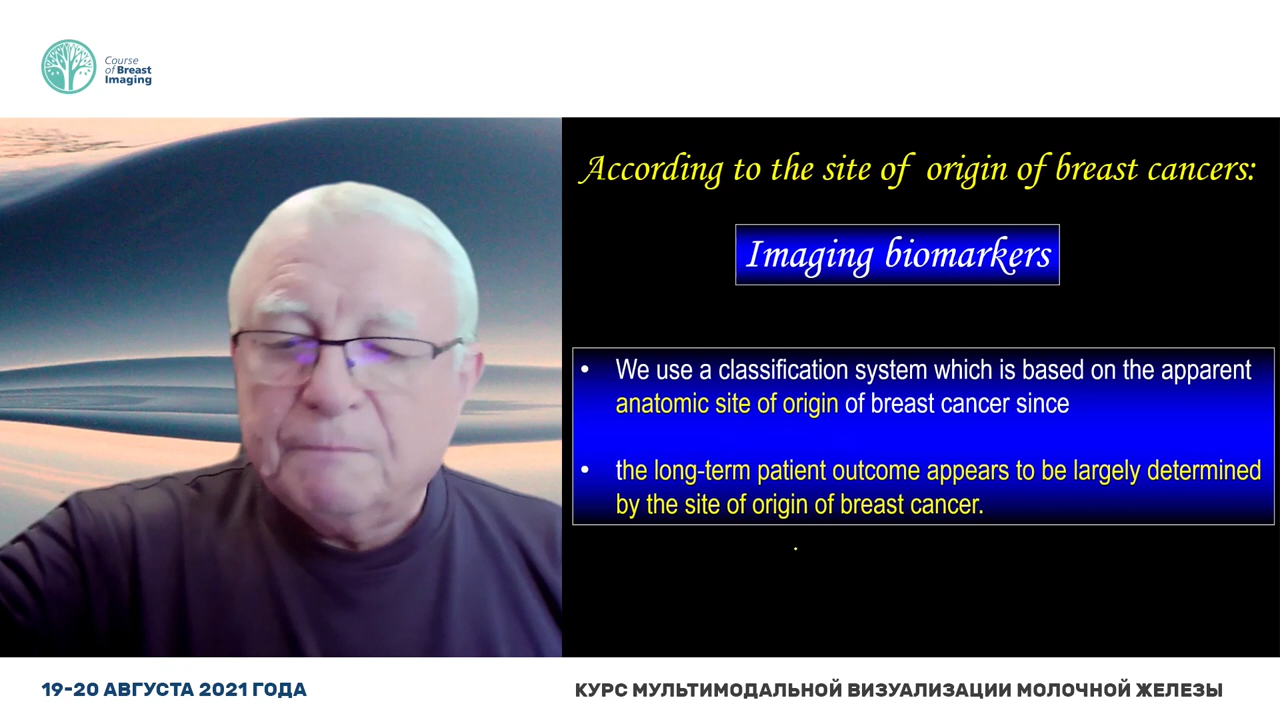 Course
of Breast
Imaging
According to the site of origin of breast cancers:
Imaging biomarkers
• We use a classification system which is based on the apparent
anatomic site of origin of breast cancer since
• the long-term patient outcome appears to be largely determined
by the site of origin of breast cancer.
.
19-20 АВГУСТА 2021 ГОДА
КУРС МУЛЬТИМОДАЛЬНОЙ ВИЗУАЛИЗАЦИИ МОЛОЧНОЙ ЖЕЛЕЗЫ